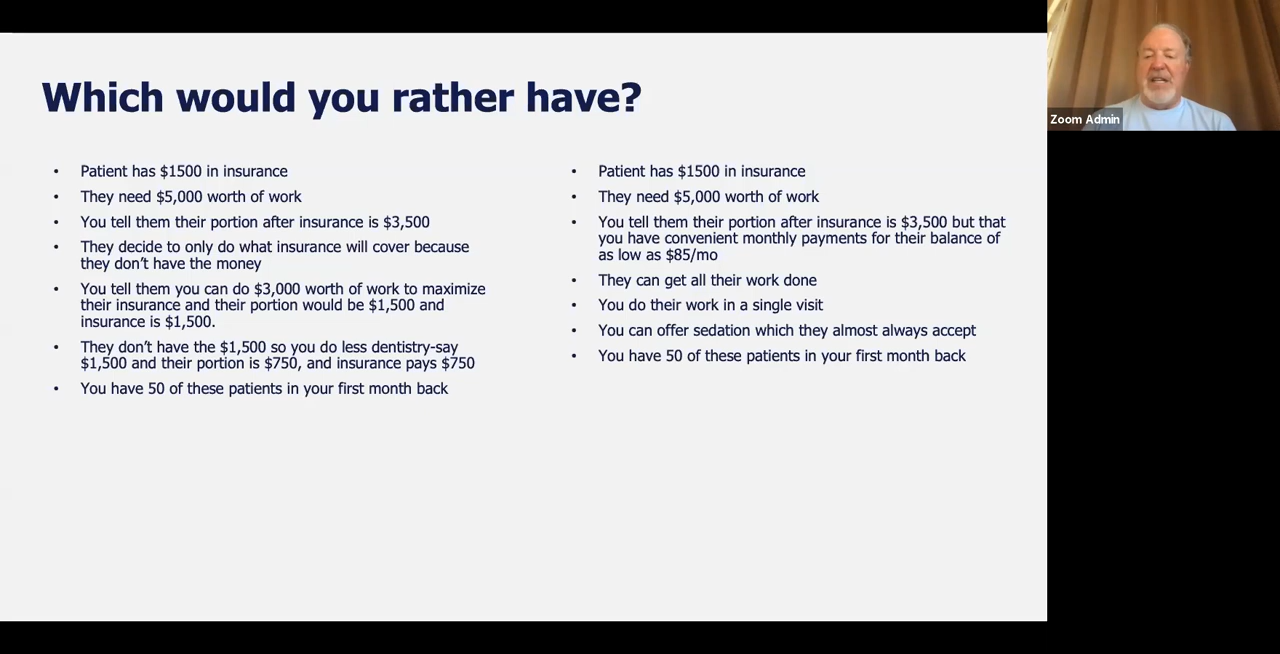 Which would you rather have?
• Patient has $1500 in insurance
• They need $5,000 worth of work
• You tell them their portion after insurance is $3,500
• They decide to only do what insurance will cover because
they don’t have the money
• You tell them you can do $3,000 worth of work to maximize
their insurance and their portion would be $1,500 and
insurance is $1,500.
• They don’t have the $1,500 so you do less dentistry-say
$1,500 and their portion is $750, and insurance pays $750
• You have 50 of these patients in your first month back
• Patient has $1500 in insurance
• They need $5,000 worth of work
• You tell them their portion after insurance is $3,500 but that
you have convenient monthly payments for their balance of
as low as $85/mo
• They can get all their work done
• You do their work in a single visit
• You can offer sedation which they almost always accept
• You have 50 of these patients in your first month back
Zoom Admin